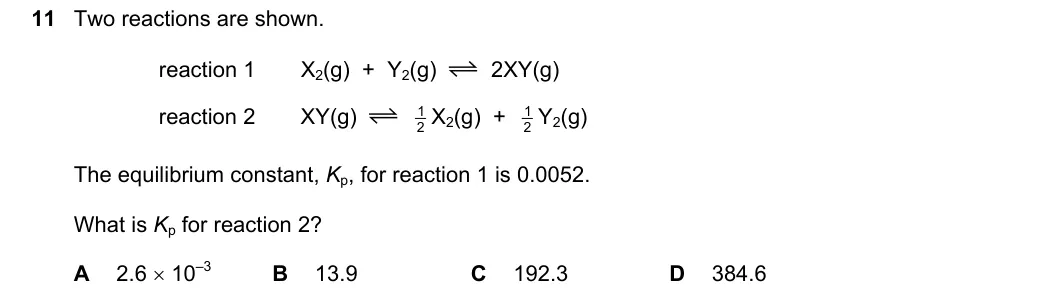 11 Two reactions are shown.
reaction 1 X₂(g) + Y₂(g) ⇌ 2XY(g)
reaction 2 XY(g) ⇌ ½X₂(g) + ½Y₂(g)
The equilibrium constant, Kₚ, for reaction 1 is 0.0052.
What is Kₚ for reaction 2?
A 2.6 × 10⁻³ B 13.9 C 192.3 D 384.6